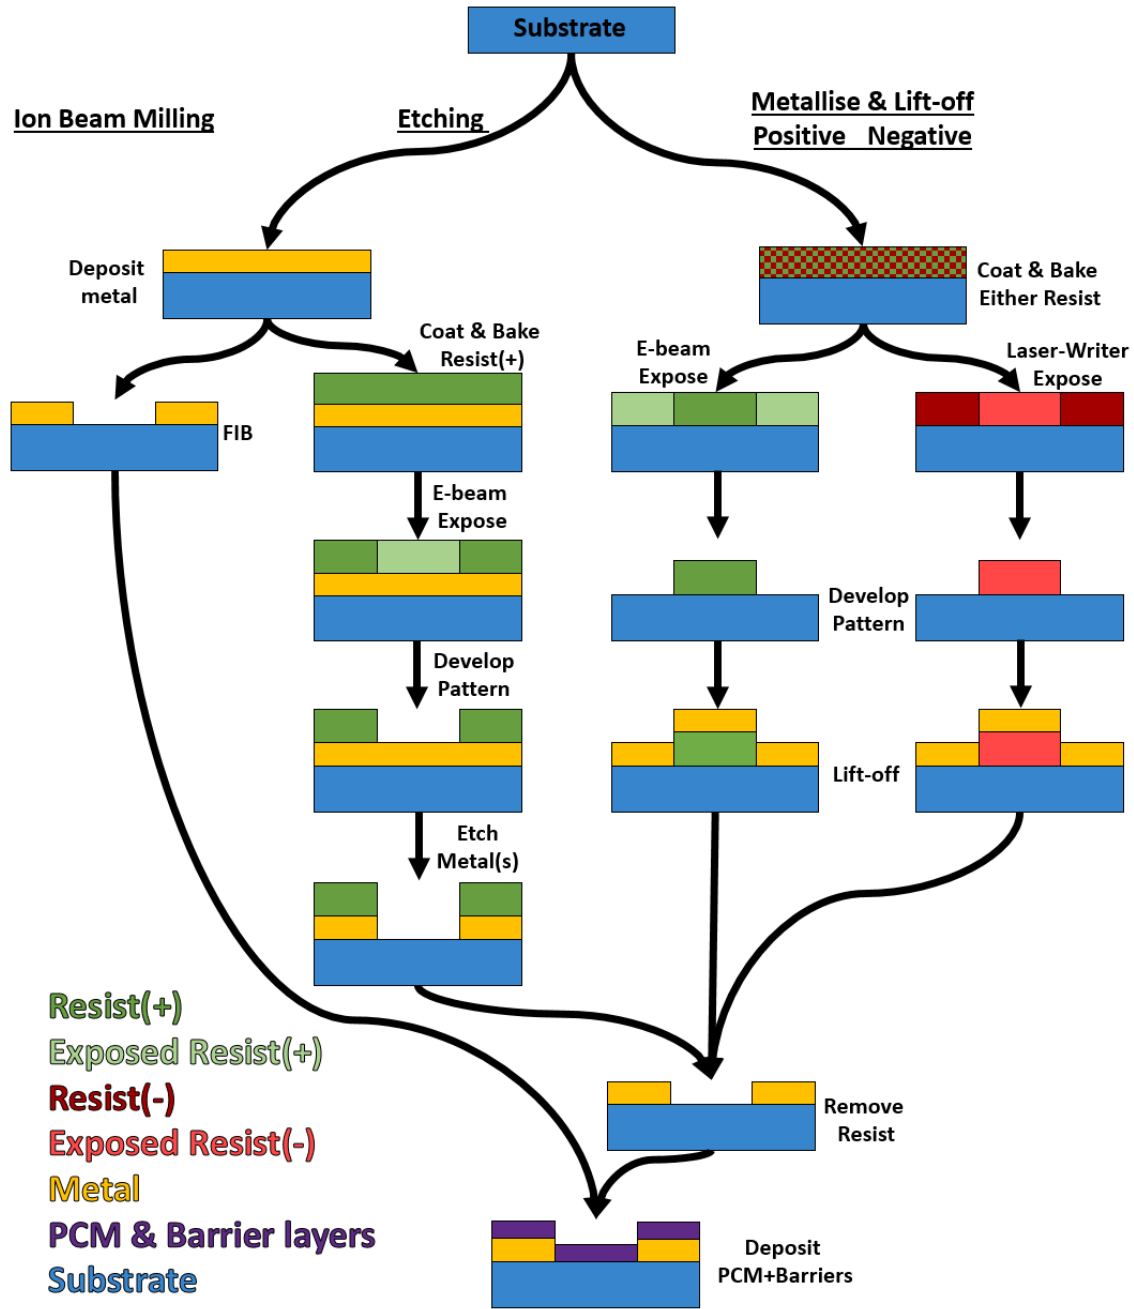 Substrate
Ion Beam Milling
Etching
Metallise & Lift-off
Positive Negative
Deposit
metal
Coat & Bake
Either Resist
Coat & Bake
Resist(+)
E-beam
Expose
Laser-Writer
Expose
FIB
E-beam
Expose
Develop
Pattern
Develop
Pattern
Lift-off
Etch
Metal(s)
Resist(+)
Exposed Resist(+)
Resist(-)
Exposed Resist(-)
Metal
PCM & Barrier layers
Substrate
Remove
Resist
Deposit
PCM+Barriers